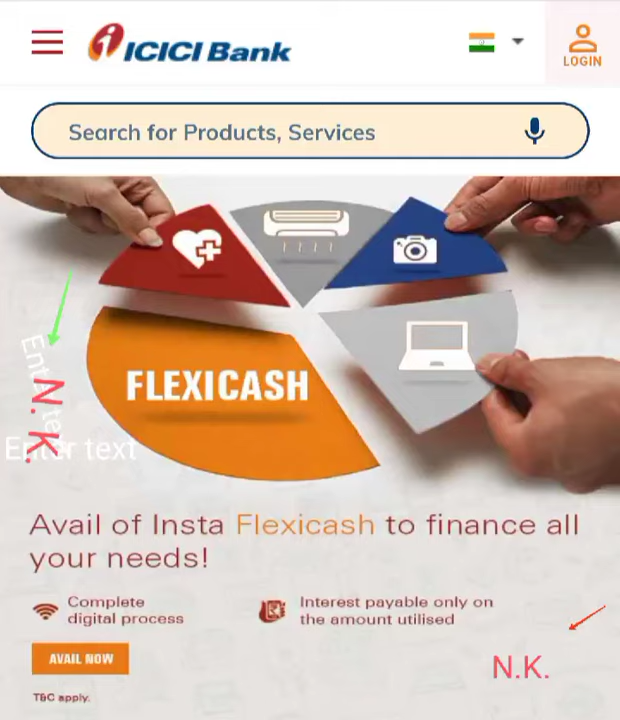 ICICI Bank
LOGIN
Search for Products, Services
FLEXICASH
Enter text
N.K.
Enter text
Avail of Insta Flexicash to finance all
your needs!
Complete
digital process
Interest payable only on
the amount utilised
AVAIL NOW
N.K.
T&C apply.